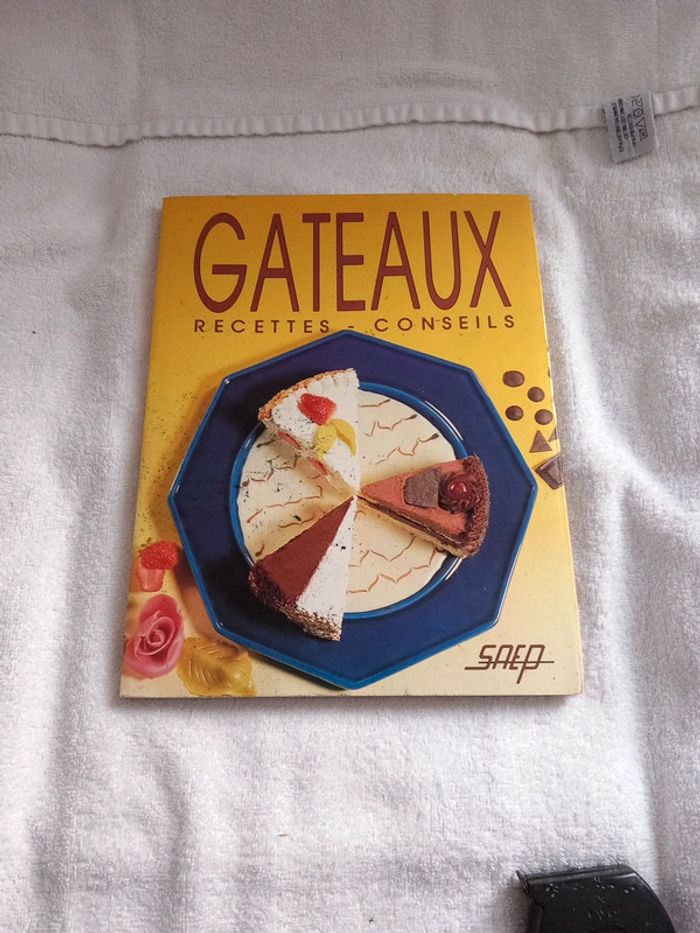 GATEAUX
RECETTES - CONSEILS
SAEP